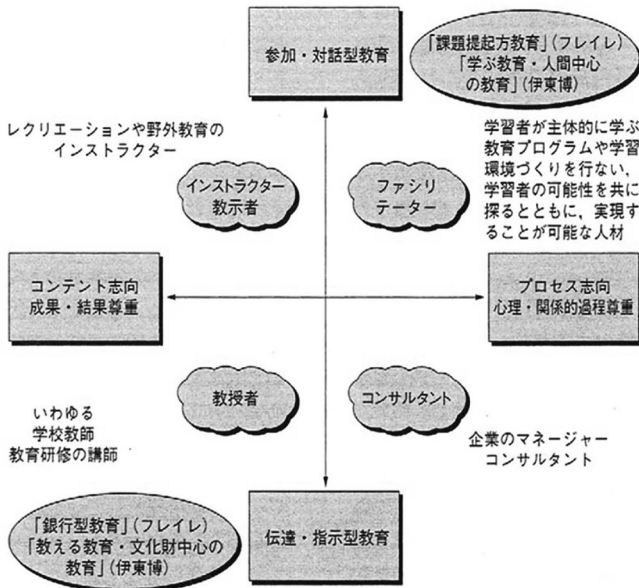 参加・対話型教育
「課題提起方教育」(フレイレ)
「学ぶ教育・人間中心
の教育」(伊東博)
レクリエーションや野外教育の
インストラクター
学習者が主体的に学ぶ
教育プログラムや学習
環境づくりを行ない,
学習者の可能性を共に
探るとともに, 実現す
ることが可能な人材
インストラクター
教示者
ファシリ
テーター
コンテント志向
成果・結果尊重
プロセス志向
心理・関係的過程尊重
教授者
コンサルタント
いわゆる
学校教師
教育研修の講師
企業のマネージャー
コンサルタント
「銀行型教育」(フレイレ)
「教える教育・文化財中心の
教育」(伊東博)
伝達・指示型教育